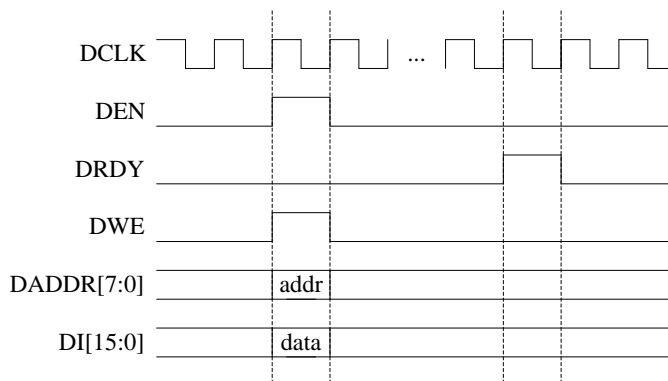 DCLK ...
DEN
DRDY
DWE
DADDR[7:0] addr
DI[15:0] data